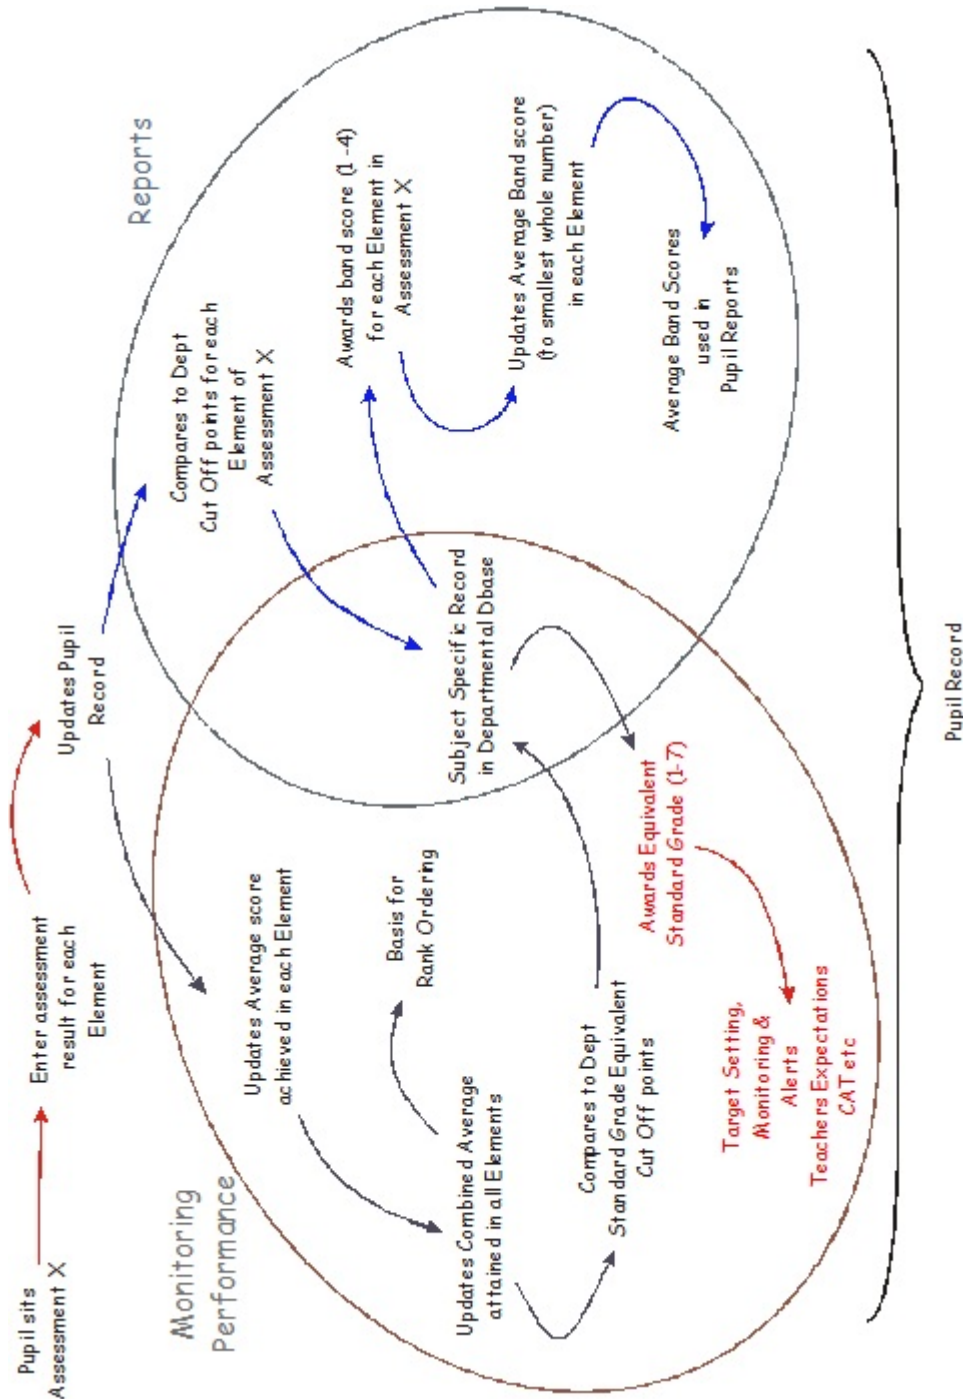 Pupil sits
Assessment X
Enter assessment
result for each
Element
Updates Pupil
Record
Monitoring
Performance
Reports
Updates Average score
achieved in each Element
Compares to Dept
Cut Off points for each
Element of
Assessment X
Basis for
Rank Ordering
Awards band score (1 -4)
for each Element in
Assessment X
Updates Combined Average
attained in all Elements
Subject Specific Record
in Departmental Dbase
Updates Average Band score
(to smallest whole number)
in each Element
Compares to Dept
Standard Grade Equivalent
Cut Off points
Awards Equivalent
Standard Grade (1-7)
Average Band Scores
used in
Pupil Reports
Target Setting,
Monitoring &
Alerts
Teachers Expectations
CAT etc
Pupil Record